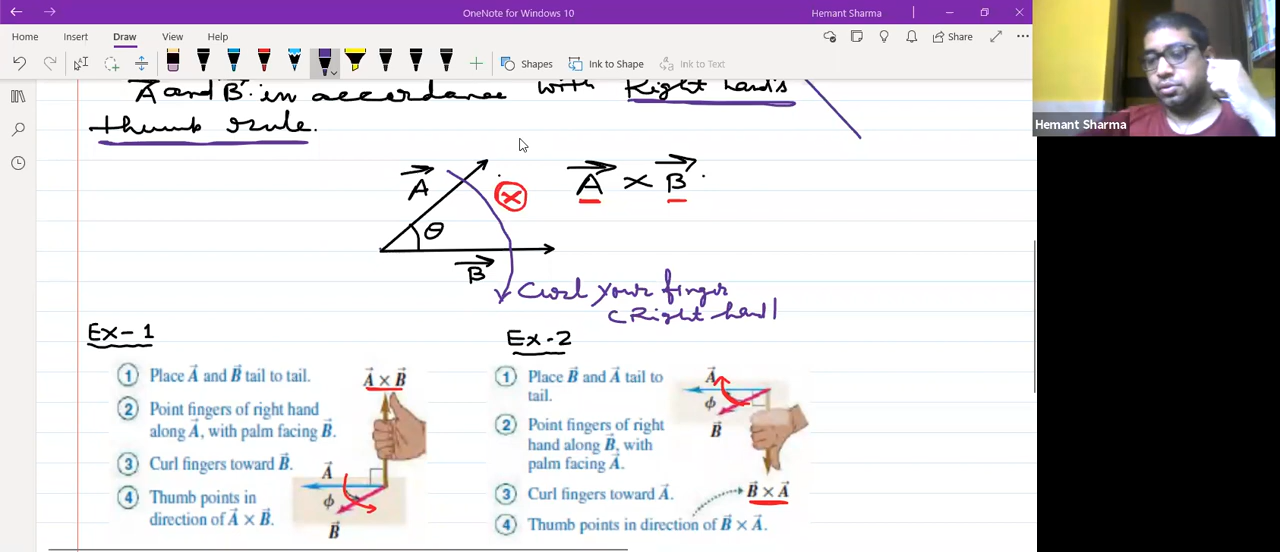 OneNote for Windows 10
Hemant Sharma
Home Insert Draw View Help
Share
Shapes Ink to Shape Ink to Text
A and B in accordance with Right hand's
thumb rule.
A
θ
B
A × B
Curl your finger
(Right hand)
Ex-1
1 Place A and B tail to tail.
2 Point fingers of right hand
along A, with palm facing B.
3 Curl fingers toward B.
4 Thumb points in
direction of A × B.
A × B
A
ϕ
B
Ex-2
1 Place B and A tail to
tail.
2 Point fingers of right
hand along B, with
palm facing A.
3 Curl fingers toward A.
4 Thumb points in direction of B × A.
A
ϕ
B
B × A
Hemant Sharma